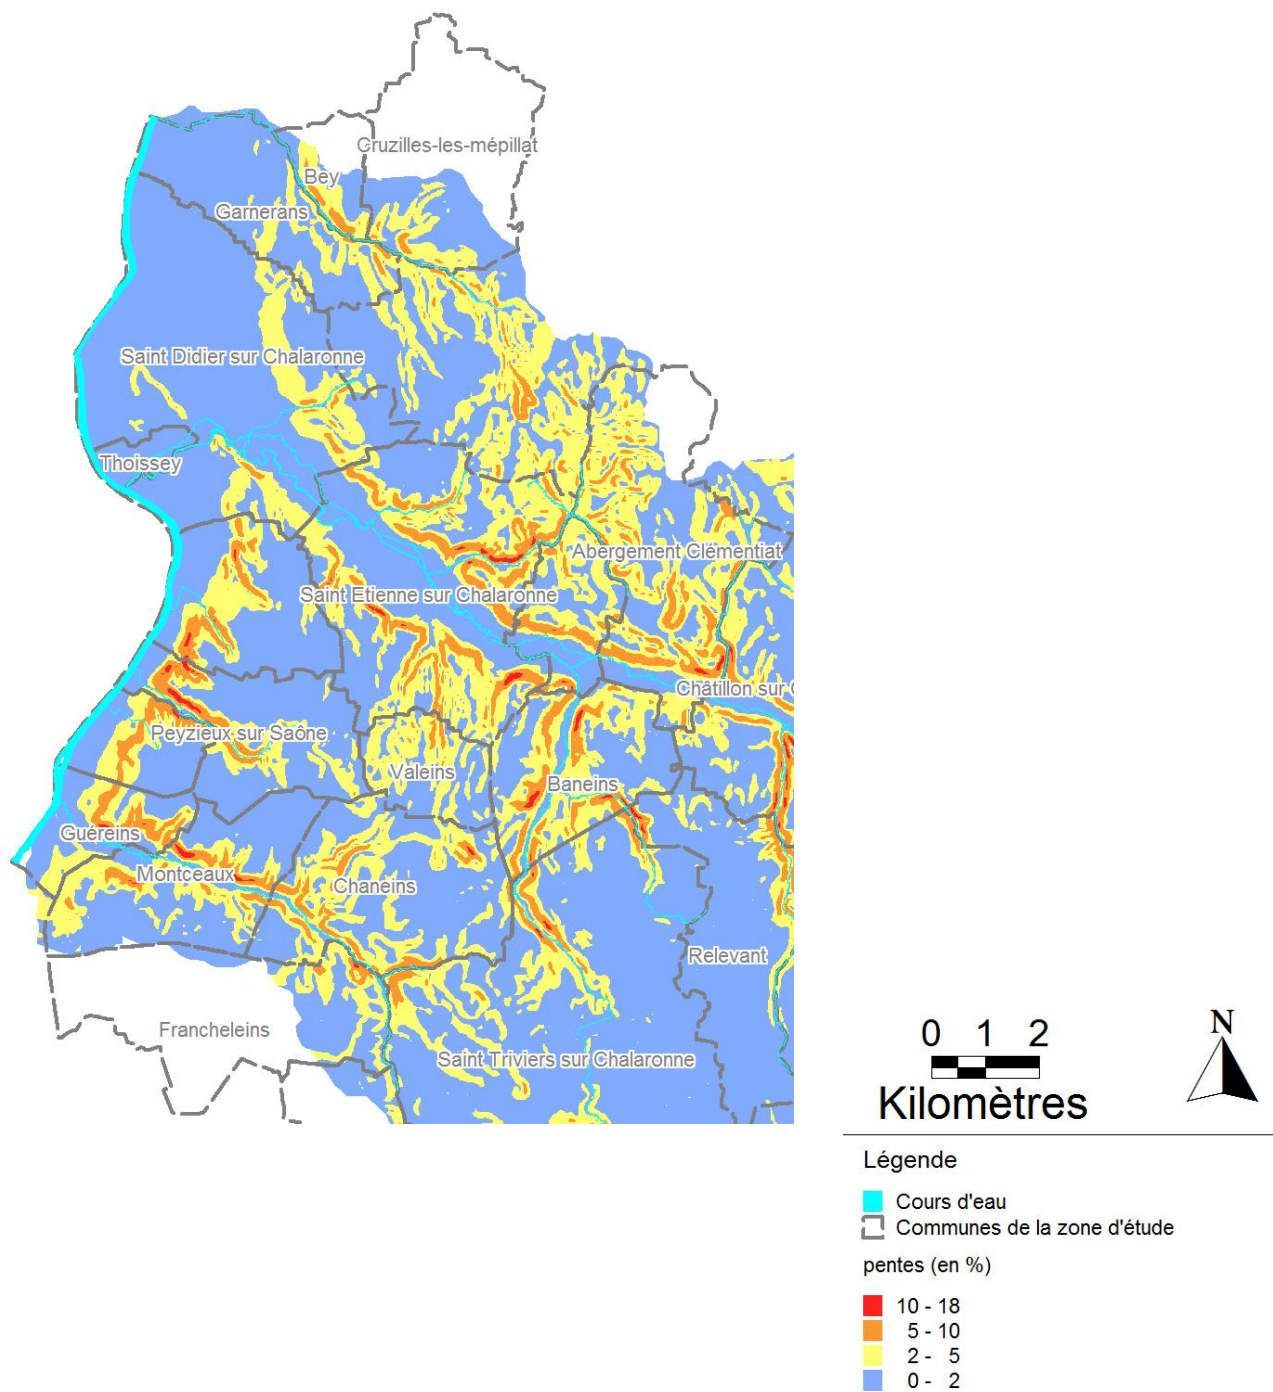 Cruzilles-les-mépillat
Bey
Garnerans
Saint Didier sur Chalaronne
Thoissey
Abergement Clémentiat
Saint Etienne sur Chalaronne
Châtillon sur C
Peyzieux sur Saône
Valeins
Baneins
Guéreins
Montceaux
Chaneins
Relevant
Francheleins
Saint Triviers sur Chalaronne
0 1 2
Kilomètres
N
Légende
Cours d'eau
Communes de la zone d'étude
pentes (en %)
10 - 18
5 - 10
2 - 5
0 - 2